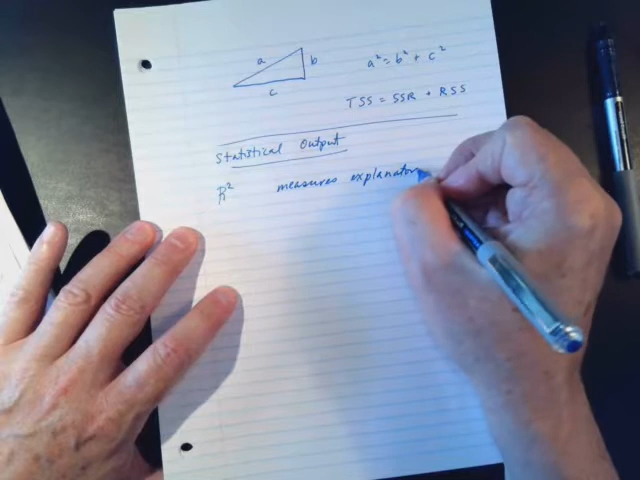 a
b
c
a² = b² + c²
TSS = SSR + RSS
Statistical Output
R² measures explanator